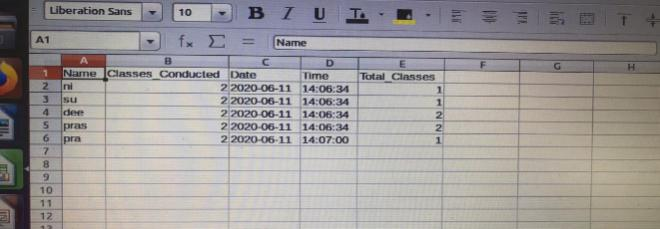 Liberation Sans 10 B I U
A1 fx Σ = Name
A B C D E F G H
1 Name Classes_Conducted Date Time Total_Classes
2 ni 2 2020-06-11 14:06:34 1
3 su 2 2020-06-11 14:06:34 1
4 dee 2 2020-06-11 14:06:34 2
5 pras 2 2020-06-11 14:06:34 2
6 pra 2 2020-06-11 14:07:00 1
7
8
9
10
11
12
13